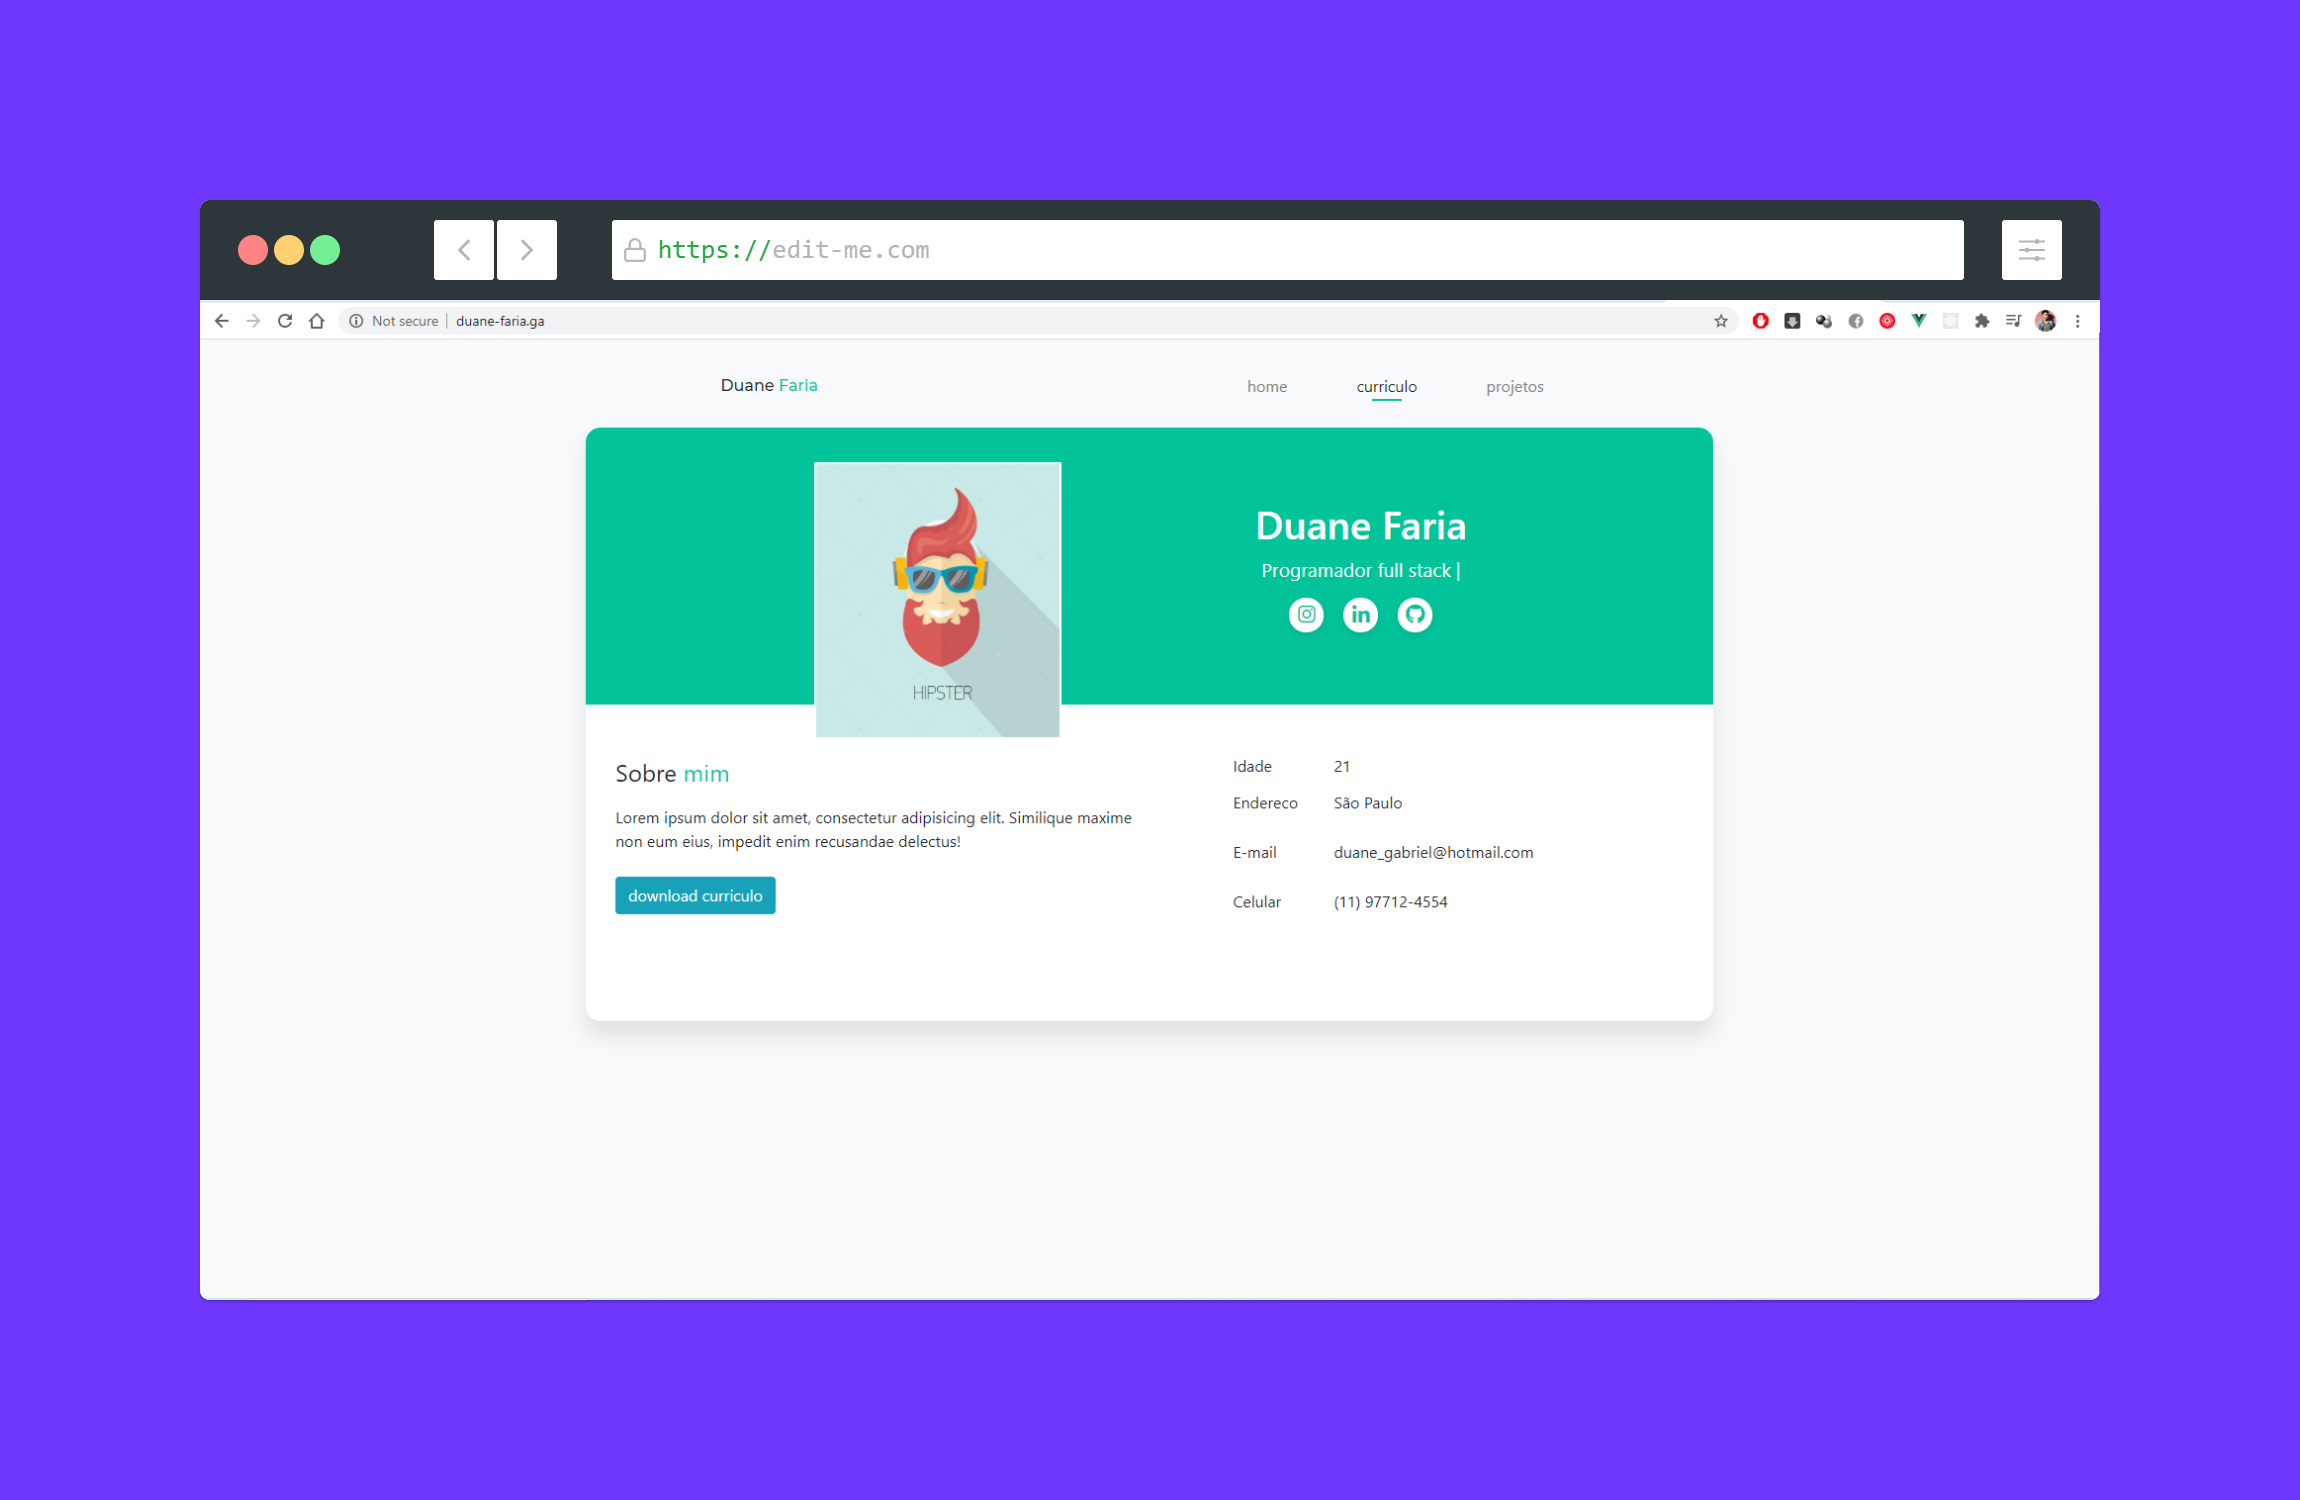 https://edit-me.com
Not secure | duane-faria.ga
Duane Faria
home curriculo projetos
HIPSTER
Duane Faria
Programador full stack |
in
Sobre mim
Lorem ipsum dolor sit amet, consectetur adipisicing elit. Similique maxime
non eum eius, impedit enim recusandae delectus!
download curriculo
Idade 21
Endereco São Paulo
E-mail duane_gabriel@hotmail.com
Celular (11) 97712-4554